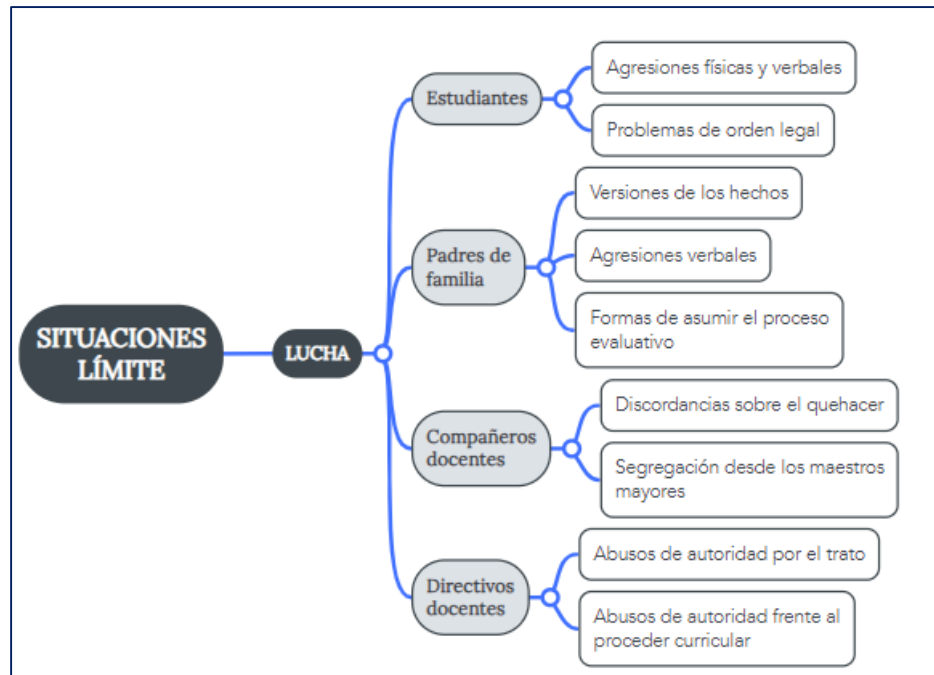 SITUACIONES
LÍMITE
LUCHA
Estudiantes
Agresiones físicas y verbales
Problemas de orden legal
Padres de
familia
Versiones de los hechos
Agresiones verbales
Formas de asumir el proceso
evaluativo
Compañeros
docentes
Discordancias sobre el quehacer
Segregación desde los maestros
mayores
Directivos
docentes
Abusos de autoridad por el trato
Abusos de autoridad frente al
proceder curricular